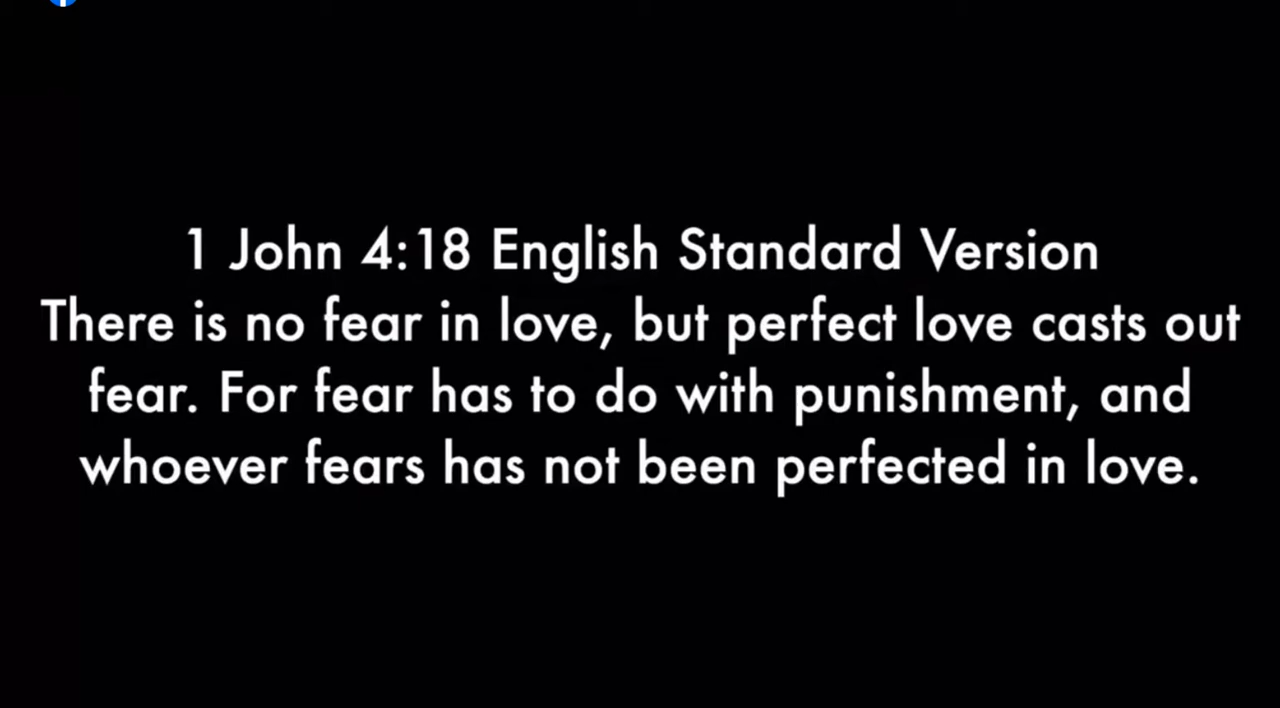 1 John 4:18 English Standard Version
There is no fear in love, but perfect love casts out
fear. For fear has to do with punishment, and
whoever fears has not been perfected in love.